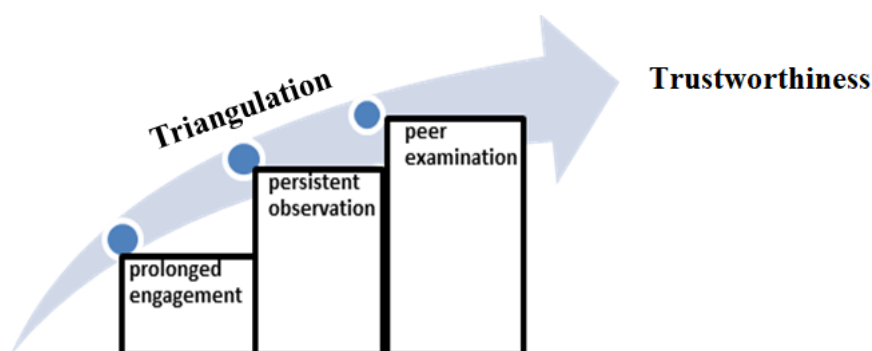 Triangulation
Trustworthiness
peer
examination
persistent
observation
prolonged
engagement